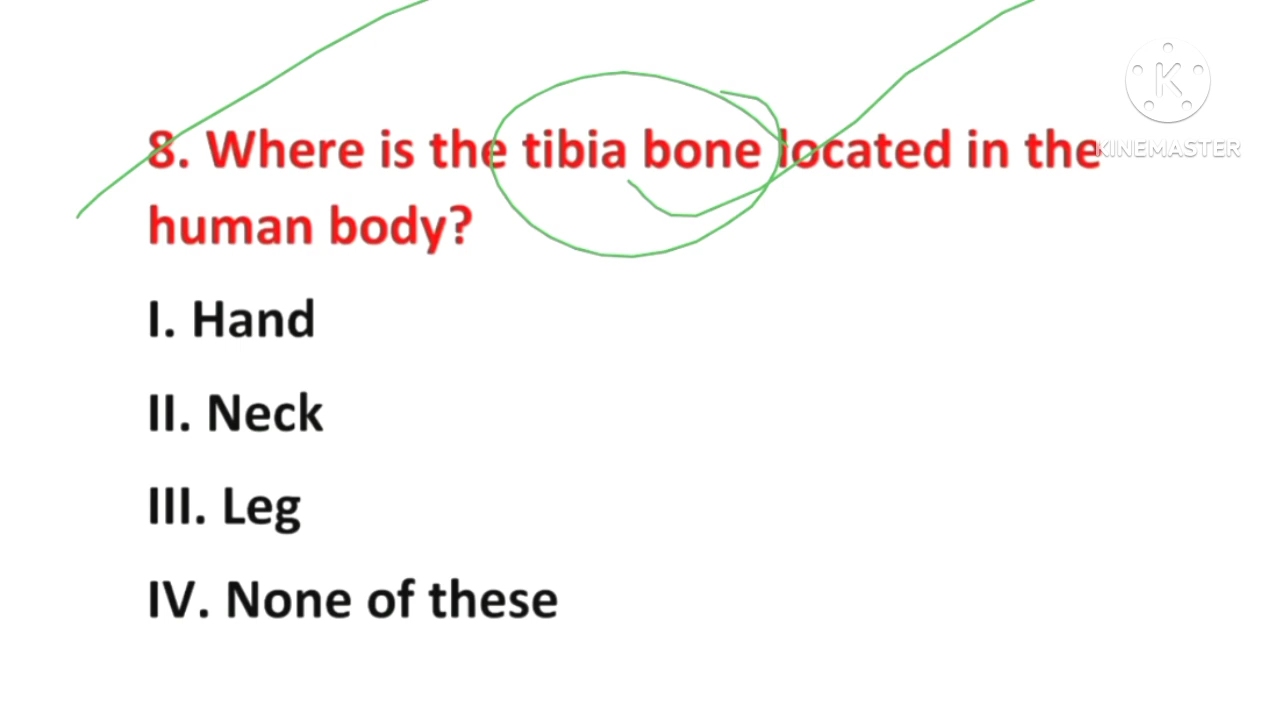 8. Where is the tibia bone located in the
human body?
I. Hand
II. Neck
III. Leg
IV. None of these
K
KINEMASTER